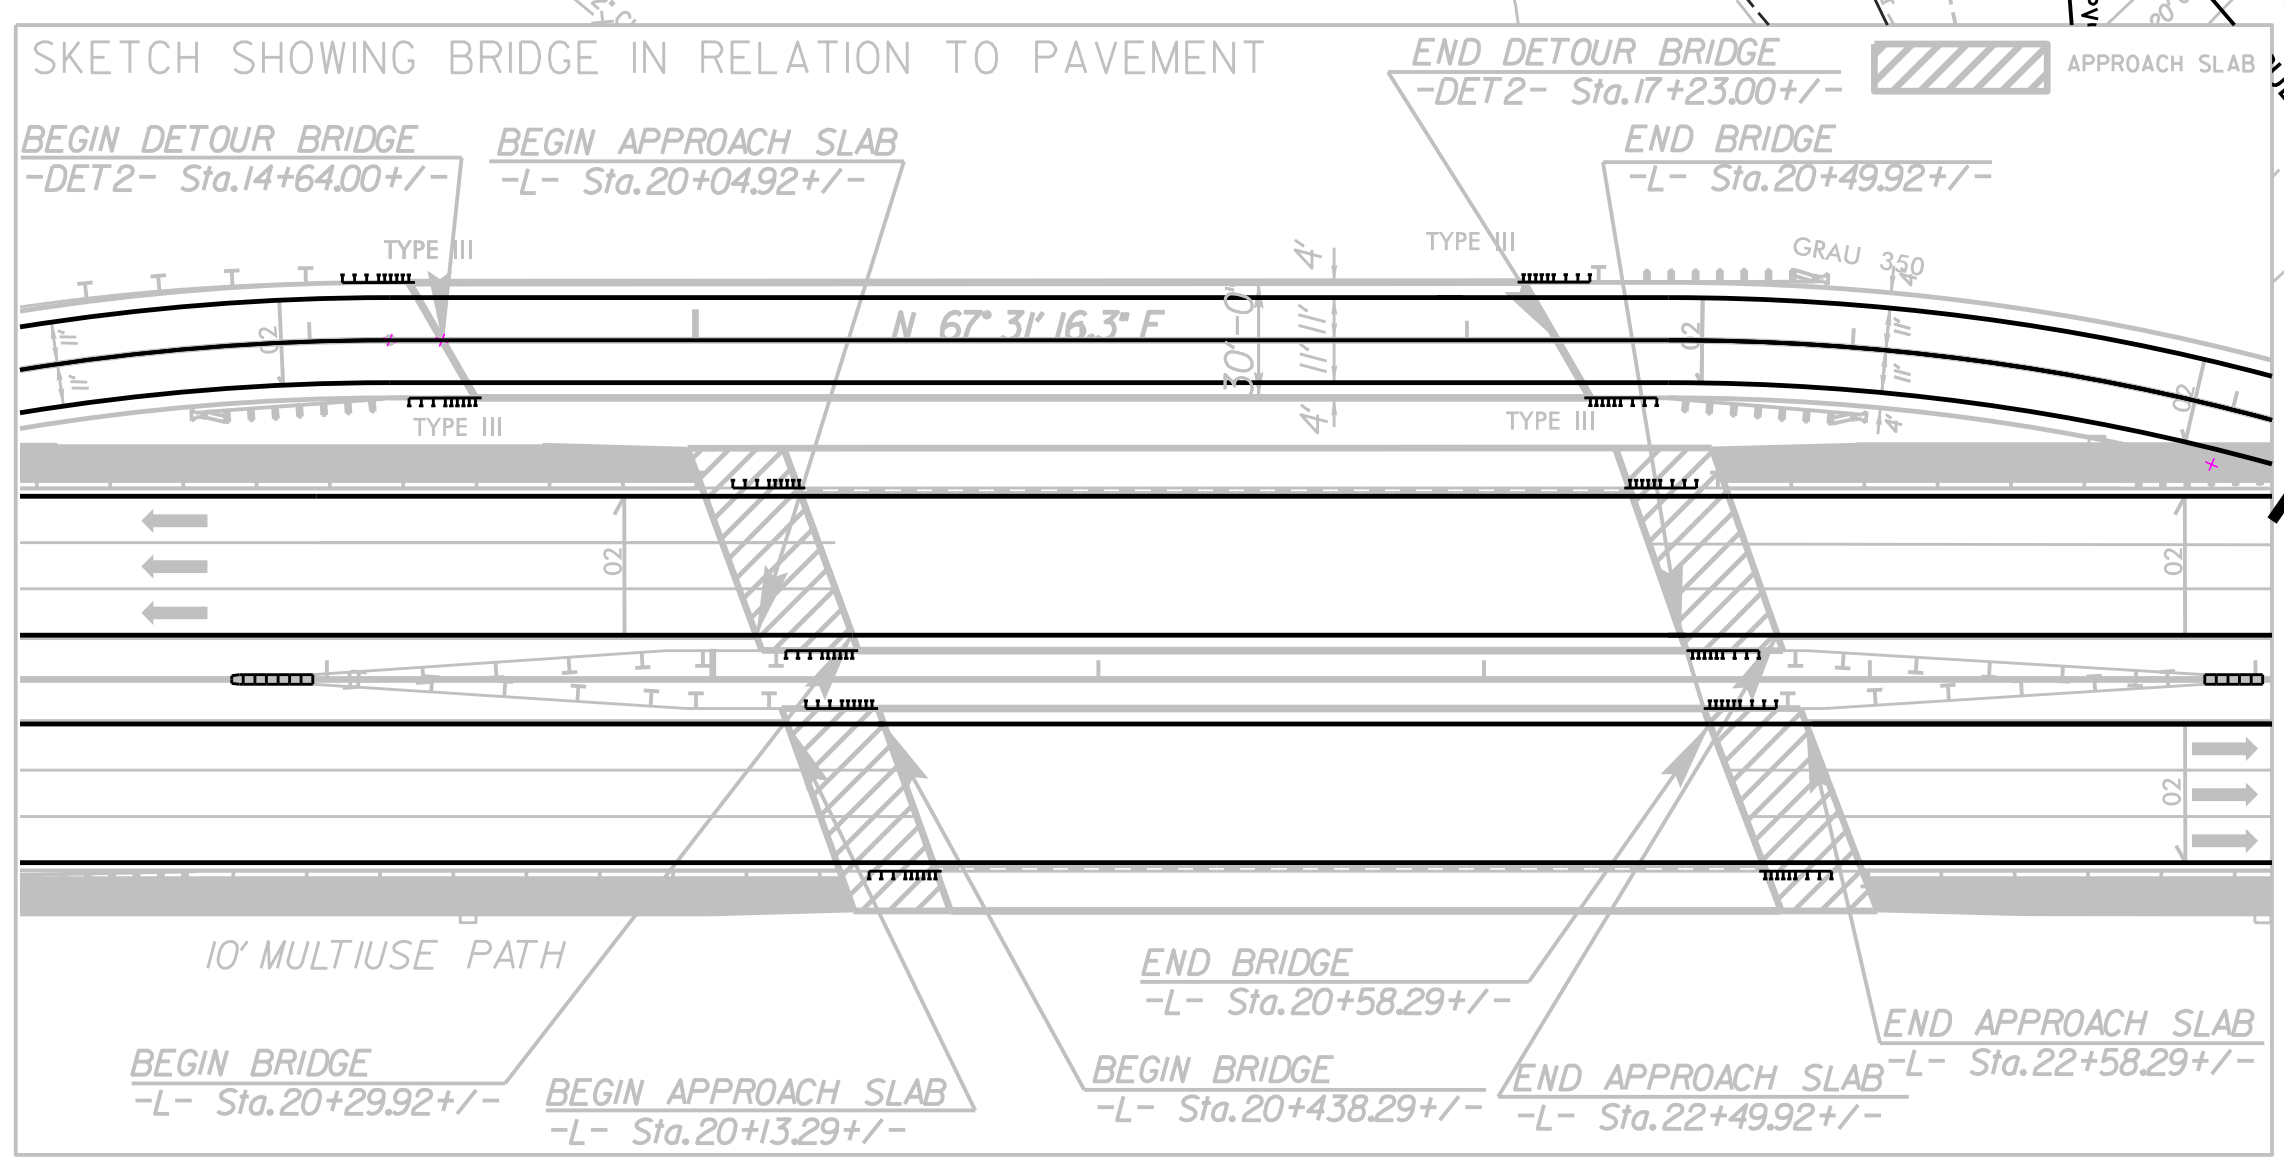 SKETCH SHOWING BRIDGE IN RELATION TO PAVEMENT
END DETOUR BRIDGE
-DET2- Sta.17+23.00+/-
APPROACH SLAB
BEGIN DETOUR BRIDGE
-DET2- Sta.14+64.00+/-
BEGIN APPROACH SLAB
-L- Sta.20+04.92+/-
END BRIDGE
-L- Sta.20+49.92+/-
TYPE III
TYPE III
GRAU 350
4'
4'
N 67° 31' 16.3" E
30'-0"
11' 11'
11'
11'
11'
11'
02
02
02
4'
4'
TYPE III
TYPE III
02
02
02
10' MULTIUSE PATH
END BRIDGE
-L- Sta.20+58.29+/-
END APPROACH SLAB
-L- Sta.22+58.29+/-
BEGIN BRIDGE
-L- Sta.20+29.92+/-
BEGIN APPROACH SLAB
-L- Sta.20+13.29+/-
BEGIN BRIDGE
-L- Sta.20+438.29+/-
END APPROACH SLAB
-L- Sta.22+49.92+/-